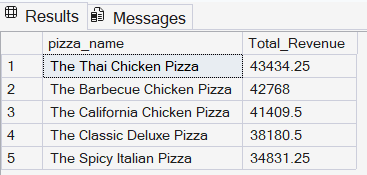 Results Messages
pizza_name Total_Revenue
1 The Thai Chicken Pizza 43434.25
2 The Barbecue Chicken Pizza 42768
3 The California Chicken Pizza 41409.5
4 The Classic Deluxe Pizza 38180.5
5 The Spicy Italian Pizza 34831.25